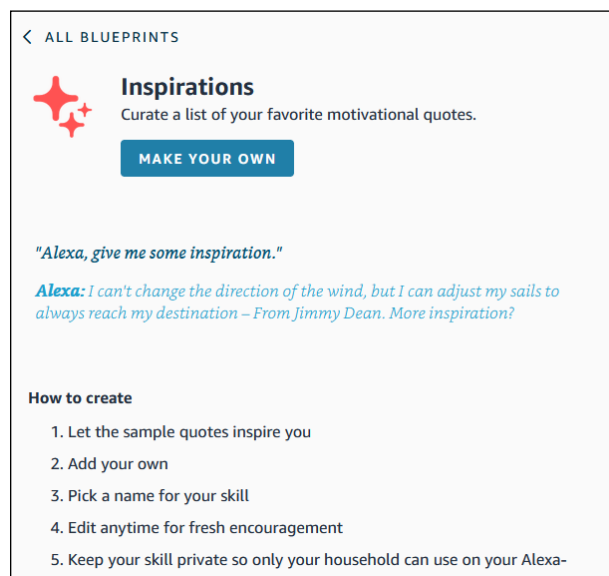 ALL BLUEPRINTS
Inspirations
Curate a list of your favorite motivational quotes.
MAKE YOUR OWN
"Alexa, give me some inspiration."
Alexa: I can't change the direction of the wind, but I can adjust my sails to
always reach my destination – From Jimmy Dean. More inspiration?
How to create
1. Let the sample quotes inspire you
2. Add your own
3. Pick a name for your skill
4. Edit anytime for fresh encouragement
5. Keep your skill private so only your household can use on your Alexa-